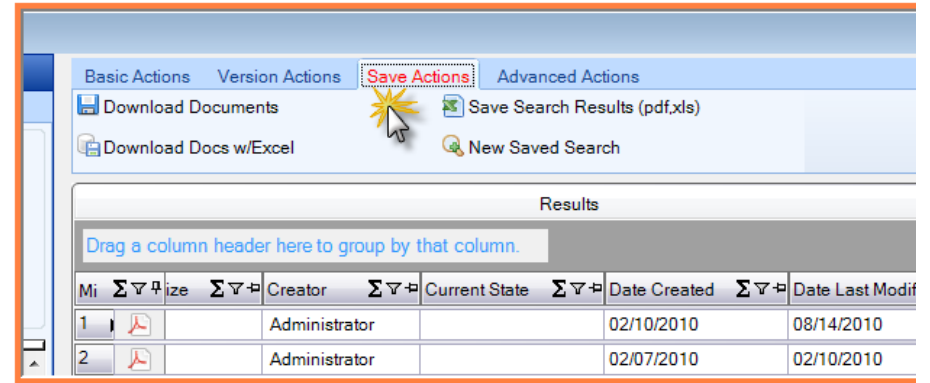 Basic Actions Version Actions Save Actions Advanced Actions
Download Documents Save Search Results (pdf,xls)
Download Docs w/Excel New Saved Search
Results
Drag a column header here to group by that column.
Mi Σ ize Σ Creator Σ Current State Σ Date Created Σ Date Last Modif
1 Administrator 02/10/2010 08/14/2010
2 Administrator 02/07/2010 02/10/2010